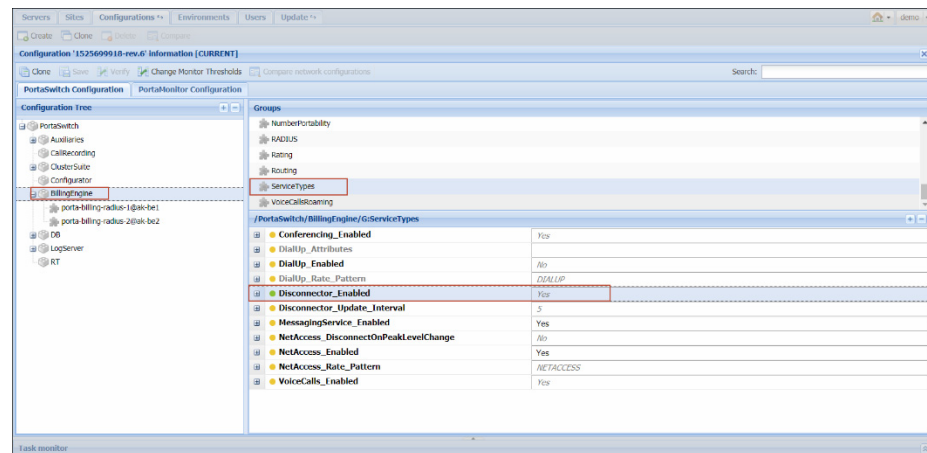 Servers Sites Configurations Environments Users Update demo
Create Clone Delete Compare
Configuration '1525699918-rev.6' Information [CURRENT]
Clone Save Verify Change Monitor Thresholds Compare network configurations Search:
PortaSwitch Configuration PortaMonitor Configuration
Configuration Tree
PortaSwitch
Auxiliaries
CallRecording
ClusterSuite
Configurator
BillingEngine
porta-billing-radius-1@ak-be1
porta-billing-radius-2@ak-be2
DB
LogServer
RT
Groups
NumberPortability
RADIUS
Rating
Routing
ServiceTypes
VoiceCallsRoaming
/PortaSwitch/BillingEngine/G:ServiceTypes
Conferencing_Enabled Yes
DialUp_Attributes
DialUp_Enabled No
DialUp_Rate_Pattern DIALUP
Disconnector_Enabled Yes
Disconnector_Update_Interval 5
MessagingService_Enabled Yes
NetAccess_DisconnectOnPeakLevelChange No
NetAccess_Enabled Yes
NetAccess_Rate_Pattern NETACCESS
VoiceCalls_Enabled Yes
Task monitor